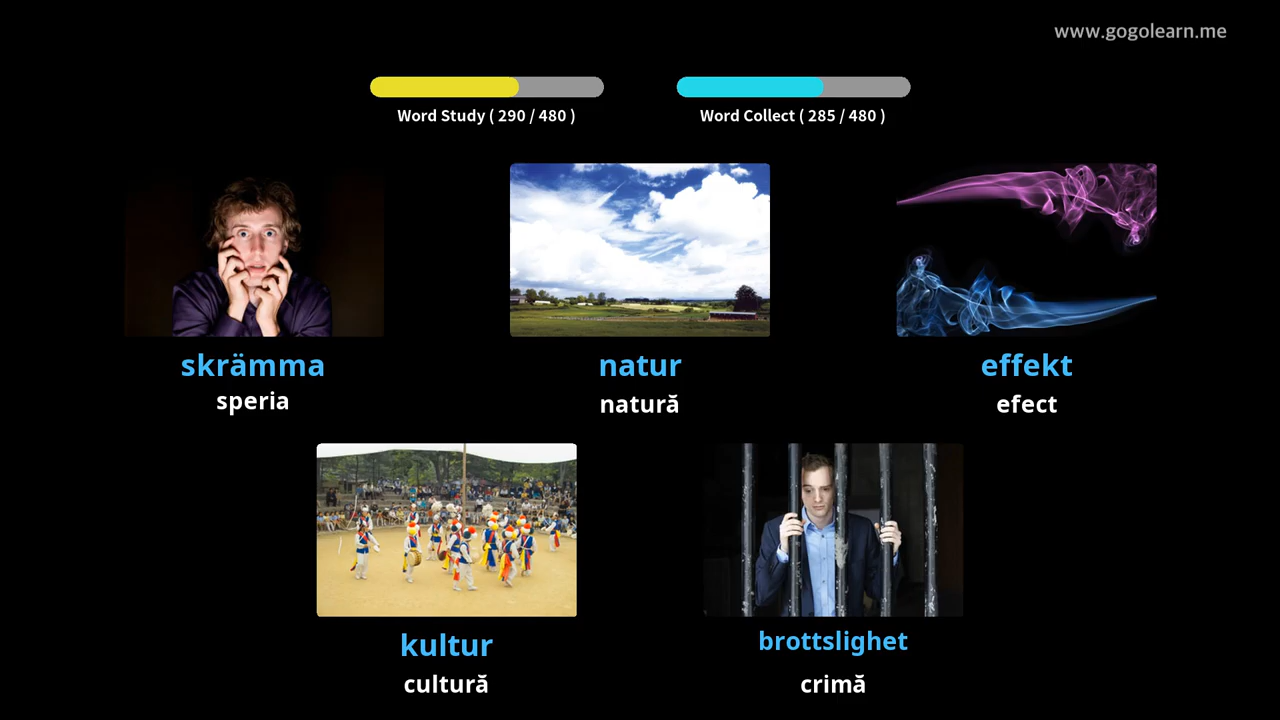 www.gogolearn.me
Word Study ( 290 / 480 )
Word Collect ( 285 / 480 )
skrämma
speria
natur
natură
effekt
efect
kultur
cultură
brottslighet
crimă